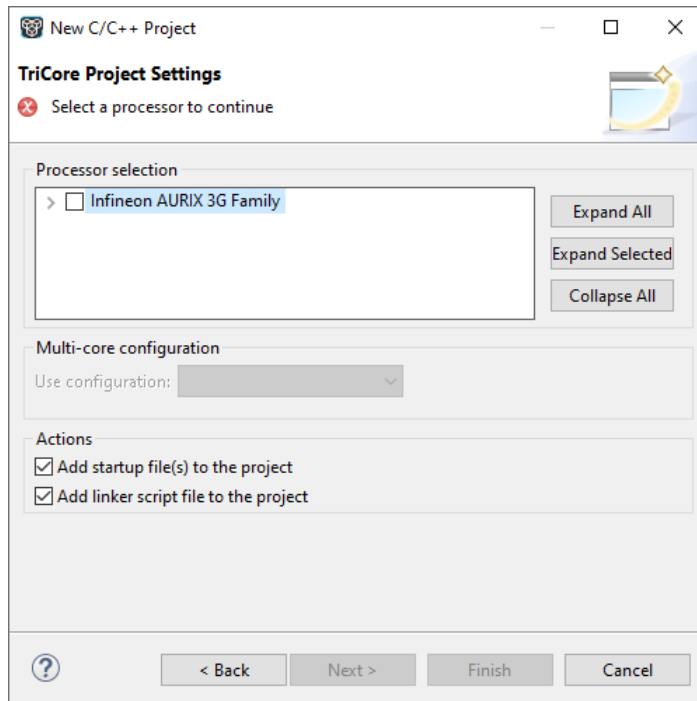 New C/C++ Project
TriCore Project Settings
Select a processor to continue
Processor selection
Infineon AURIX 3G Family
Expand All
Expand Selected
Collapse All
Multi-core configuration
Use configuration:
Actions
Add startup file(s) to the project
Add linker script file to the project
?
< Back
Next >
Finish
Cancel